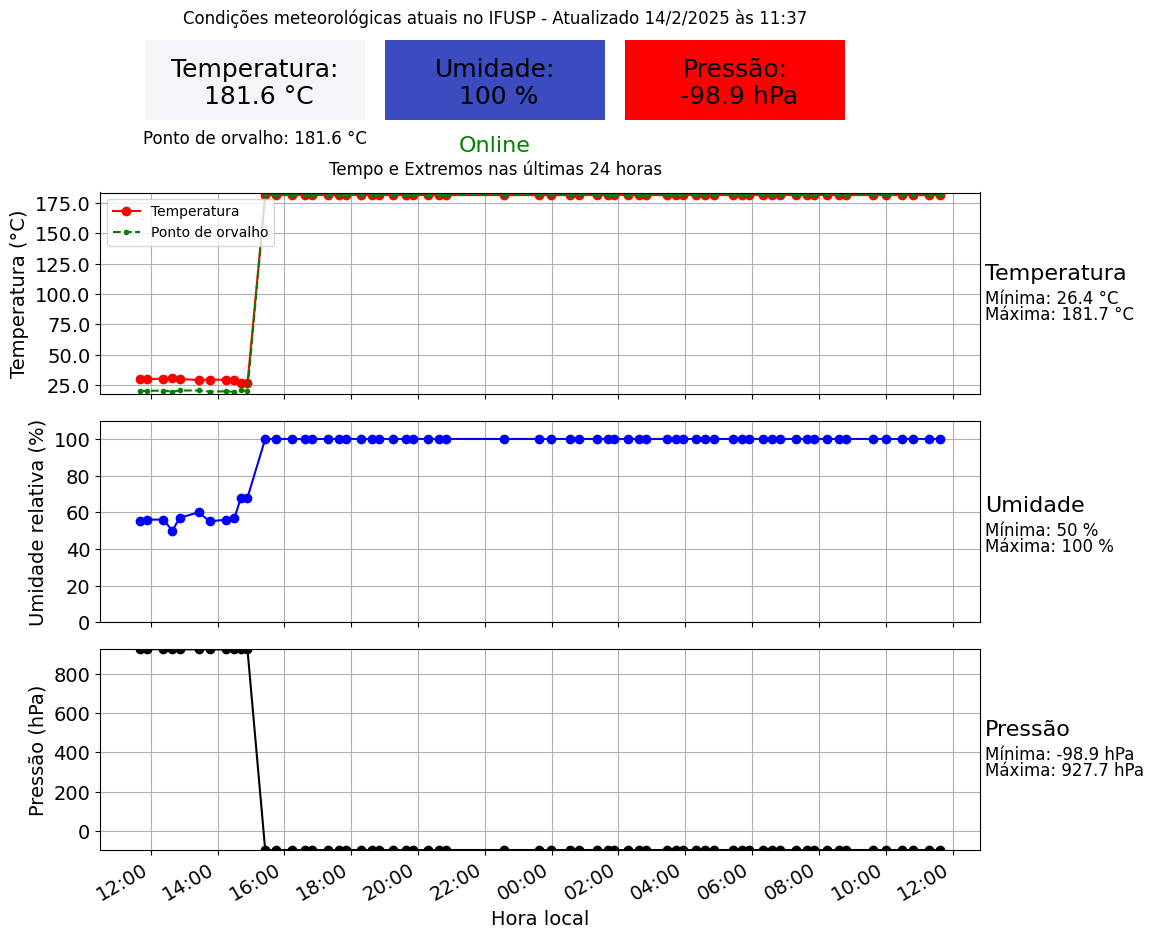 Condições meteorológicas atuais no IFUSP - Atualizado 14/2/2025 às 11:37
Temperatura:
181.6 °C
Umidade:
100 %
Pressão:
-98.9 hPa
Ponto de orvalho: 181.6 °C
Online
Tempo e Extremos nas últimas 24 horas
Temperatura (°C)
175.0
150.0
125.0
100.0
75.0
50.0
25.0
Temperatura
Ponto de orvalho
Temperatura
Mínima: 26.4 °C
Máxima: 181.7 °C
Umidade relativa (%)
100
80
60
40
20
0
Umidade
Mínima: 50 %
Máxima: 100 %
Pressão (hPa)
800
600
400
200
0
Pressão
Mínima: -98.9 hPa
Máxima: 927.7 hPa
12:00 14:00 16:00 18:00 20:00 22:00 00:00 02:00 04:00 06:00 08:00 10:00 12:00
Hora local